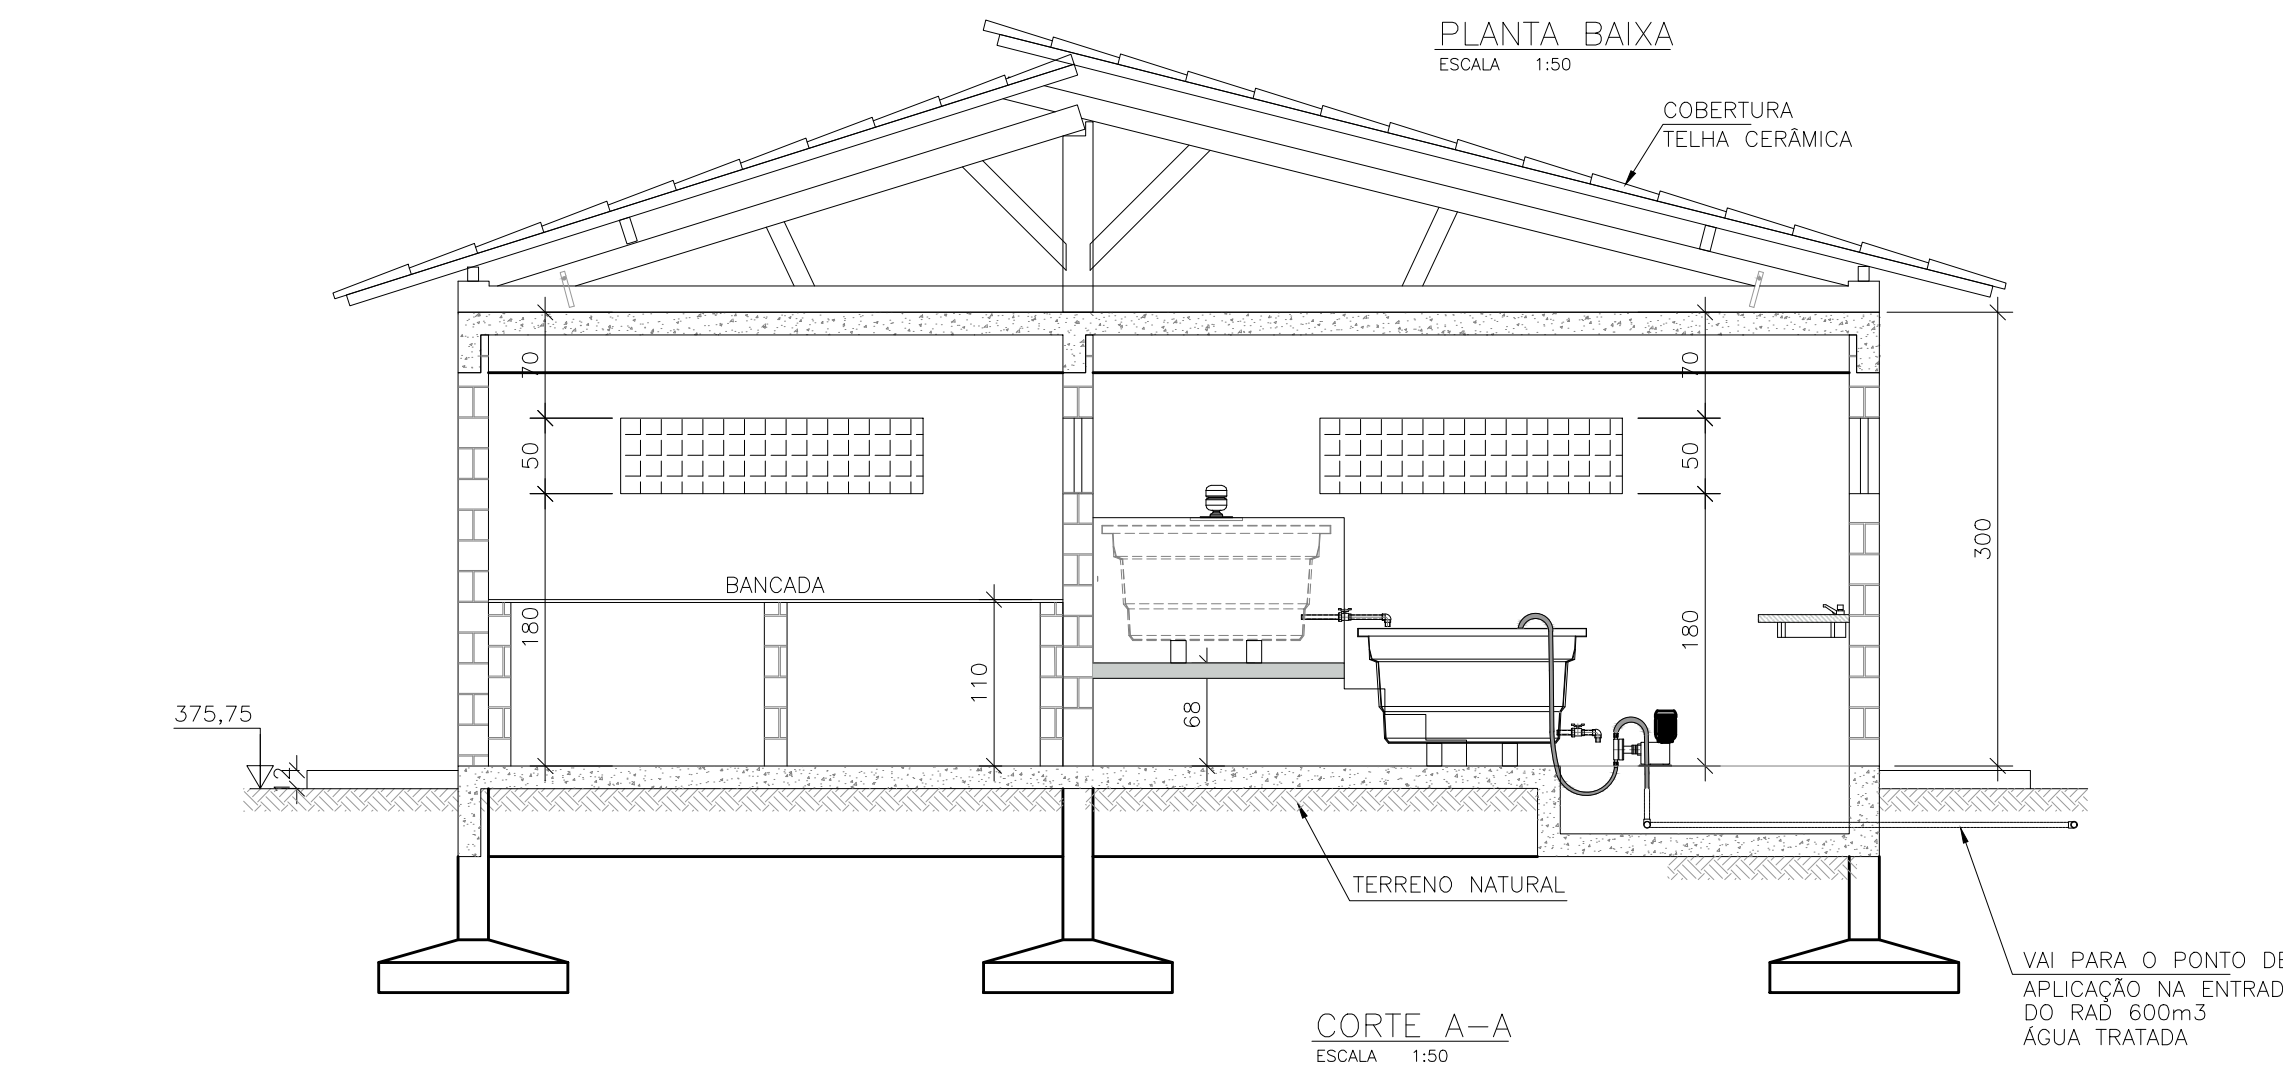 PLANTA BAIXA
ESCALA 1:50
COBERTURA
TELHA CERÂMICA
70
70
50
50
300
BANCADA
180
180
110
68
375,75
12
TERRENO NATURAL
VAI PARA O PONTO DE
APLICAÇÃO NA ENTRAD
DO RAD 600m3
ÁGUA TRATADA
CORTE A-A
ESCALA 1:50